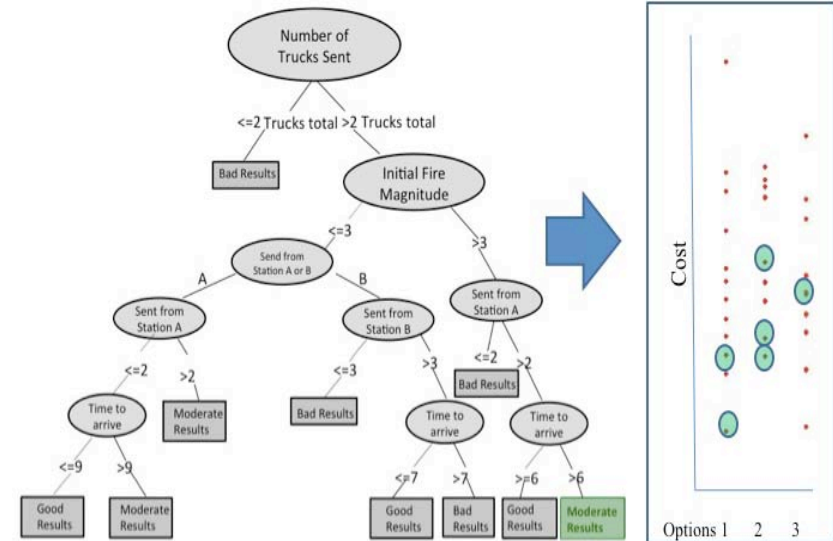 Number of
Trucks Sent
<=2 Trucks total >2 Trucks total
Bad Results
Initial Fire
Magnitude
<=3
>3
Send from
Station A or B
A
B
Sent from
Station A
Sent from
Station B
Sent from
Station A
<=2
>2
<=3
>3
<=2
>2
Bad Results
Time to
arrive
Moderate
Results
Bad Results
Time to
arrive
Time to
arrive
<=9
>9
<=7
>7
>=6
>6
Good
Results
Moderate
Results
Good
Results
Bad
Results
Good
Results
Moderate
Results
Cost
Options 1 2 3